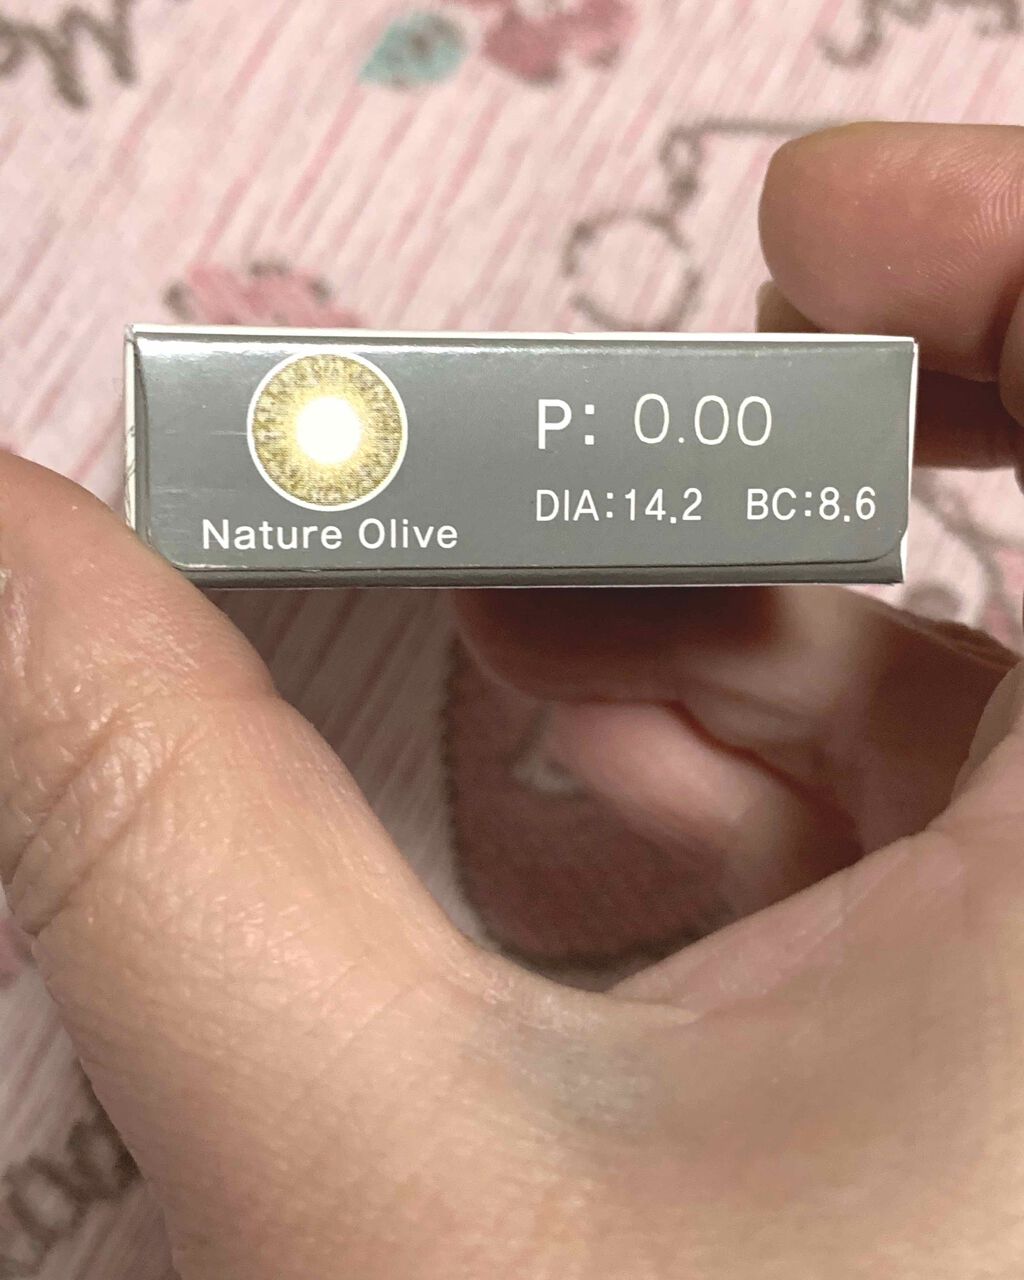 P: 0.00
DIA:14.2 BC:8.6
Nature Olive